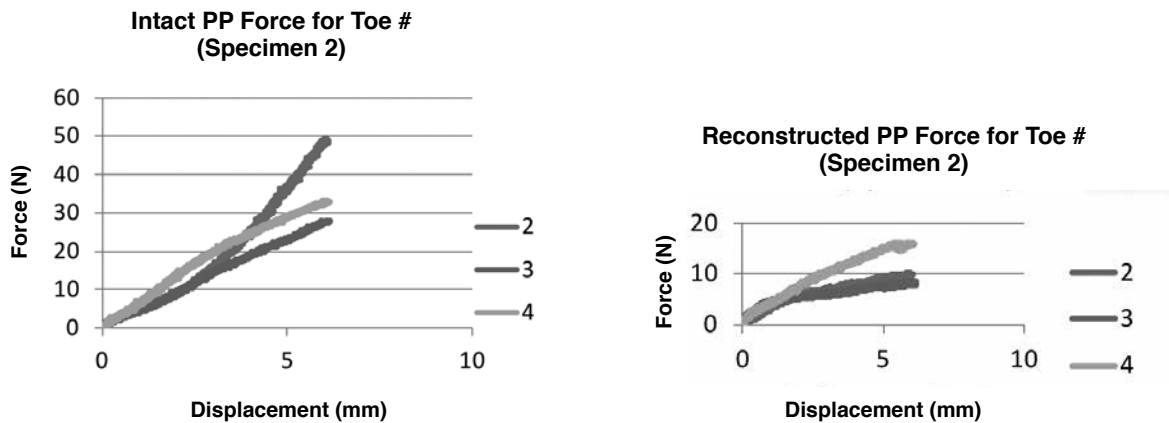 Intact PP Force for Toe #
(Specimen 2)
60
50
40
30
20
10
0
0
5
10
Force (N)
Displacement (mm)
2
3
4
Reconstructed PP Force for Toe #
(Specimen 2)
20
10
0
0
5
10
Force (N)
Displacement (mm)
2
3
4